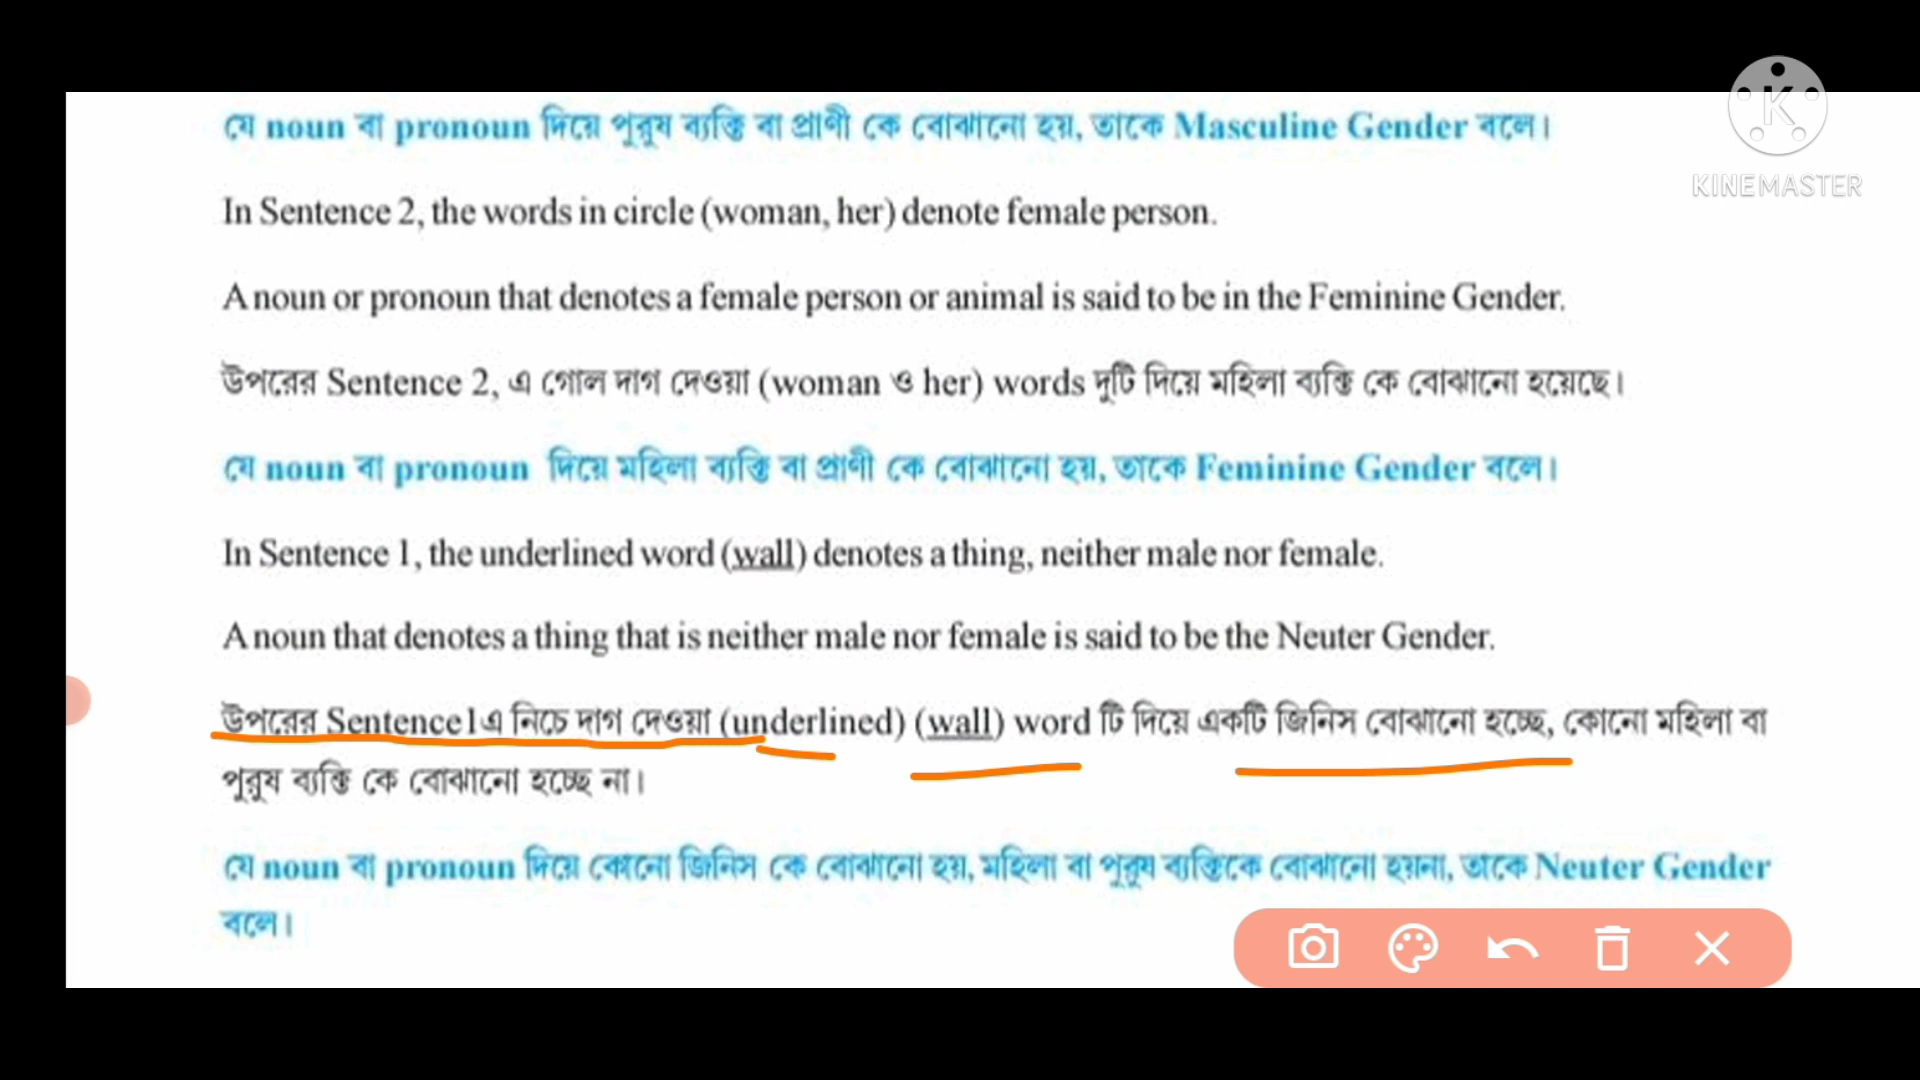 যে noun বা pronoun দিয়ে পুরুষ ব্যক্তি বা প্রাণী কে বোঝানো হয়, তাকে Masculine Gender বলে।
K
KINEMASTER
In Sentence 2, the words in circle (woman, her) denote female person.
A noun or pronoun that denotes a female person or animal is said to be in the Feminine Gender.
উপরের Sentence 2, এ গোল দাগ দেওয়া (woman ও her) words দুটি দিয়ে মহিলা ব্যক্তি কে বোঝানো হয়েছে।
যে noun বা pronoun দিয়ে মহিলা ব্যক্তি বা প্রাণী কে বোঝানো হয়, তাকে Feminine Gender বলে।
In Sentence 1, the underlined word (wall) denotes a thing, neither male nor female.
A noun that denotes a thing that is neither male nor female is said to be the Neuter Gender.
উপরের Sentence1এ নিচে দাগ দেওয়া (underlined) (wall) word টি দিয়ে একটি জিনিস বোঝানো হচ্ছে, কোনো মহিলা বা
পুরুষ ব্যক্তি কে বোঝানো হচ্ছে না।
যে noun বা pronoun দিয়ে কোনো জিনিস কে বোঝানো হয়, মহিলা বা পুরুষ ব্যক্তিকে বোঝানো হয়না, তাকে Neuter Gender
বলে।